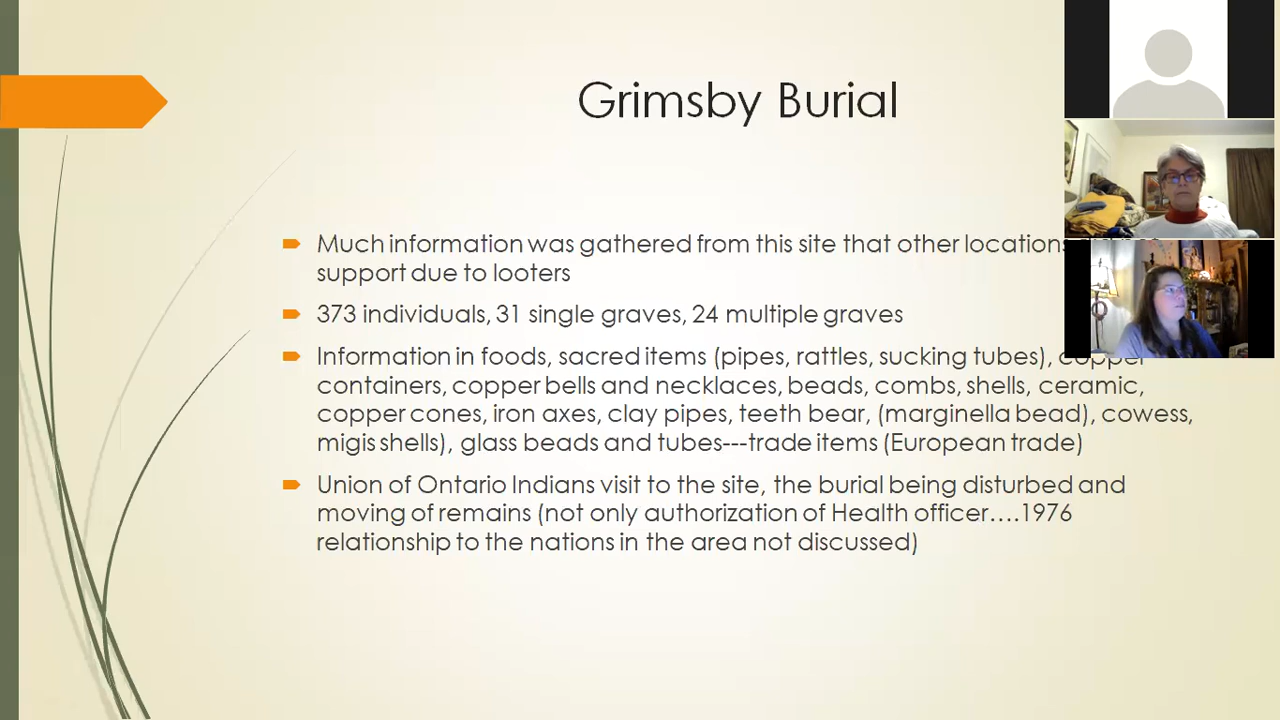 Grimsby Burial
Much information was gathered from this site that other locations
support due to looters
373 individuals, 31 single graves, 24 multiple graves
Information in foods, sacred items (pipes, rattles, sucking tubes), copper
containers, copper bells and necklaces, beads, combs, shells, ceramic,
copper cones, iron axes, clay pipes, teeth bear, (marginella bead), cowess,
migis shells), glass beads and tubes---trade items (European trade)
Union of Ontario Indians visit to the site, the burial being disturbed and
moving of remains (not only authorization of Health officer....1976
relationship to the nations in the area not discussed)